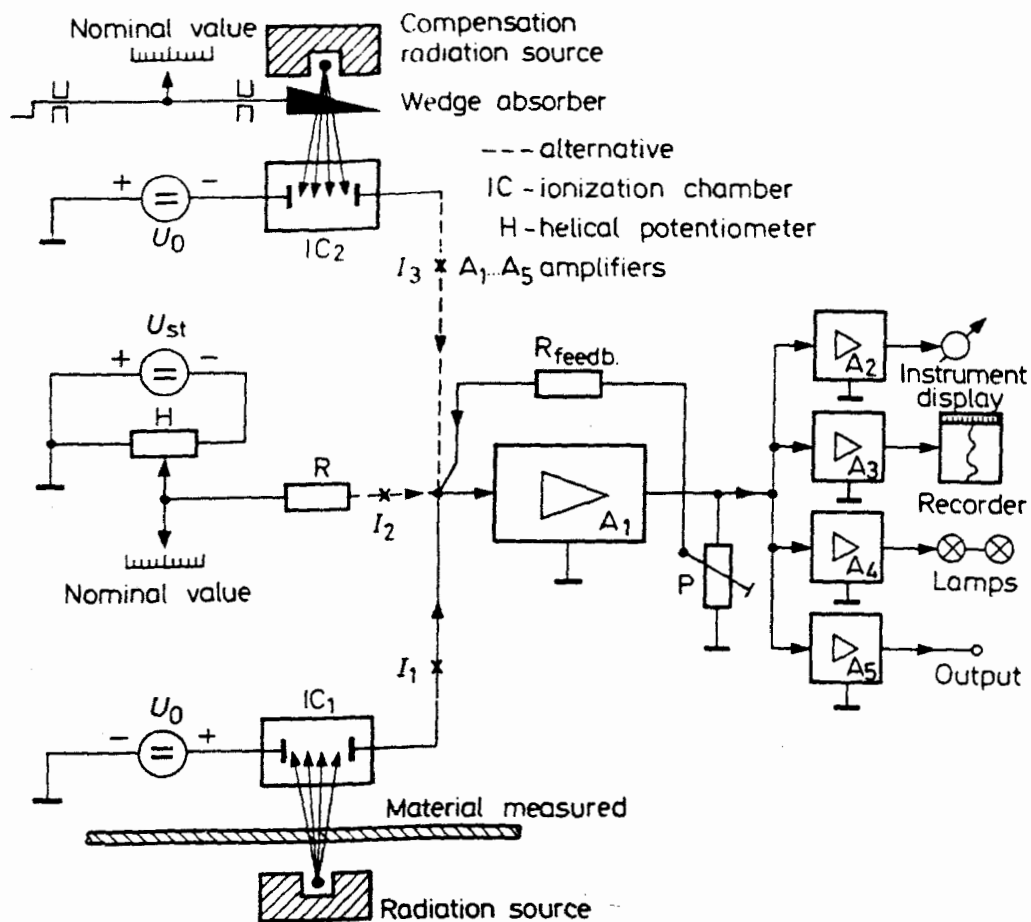 Nominal value
Compensation
radiation source
Wedge absorber
--- alternative
IC - ionization chamber
H - helical potentiometer
A1...A5 amplifiers
+ -
U0
IC2
I3
Ust
+ -
H
R
I2
Nominal value
Rfeedb.
A1
P
A2
Instrument
display
A3
Recorder
A4
Lamps
A5
Output
I1
U0
- +
IC1
Material measured
Radiation source